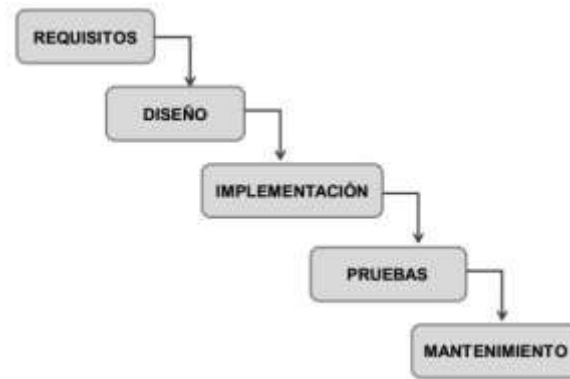 REQUISITOS
DISEÑO
IMPLEMENTACIÓN
PRUEBAS
MANTENIMIENTO